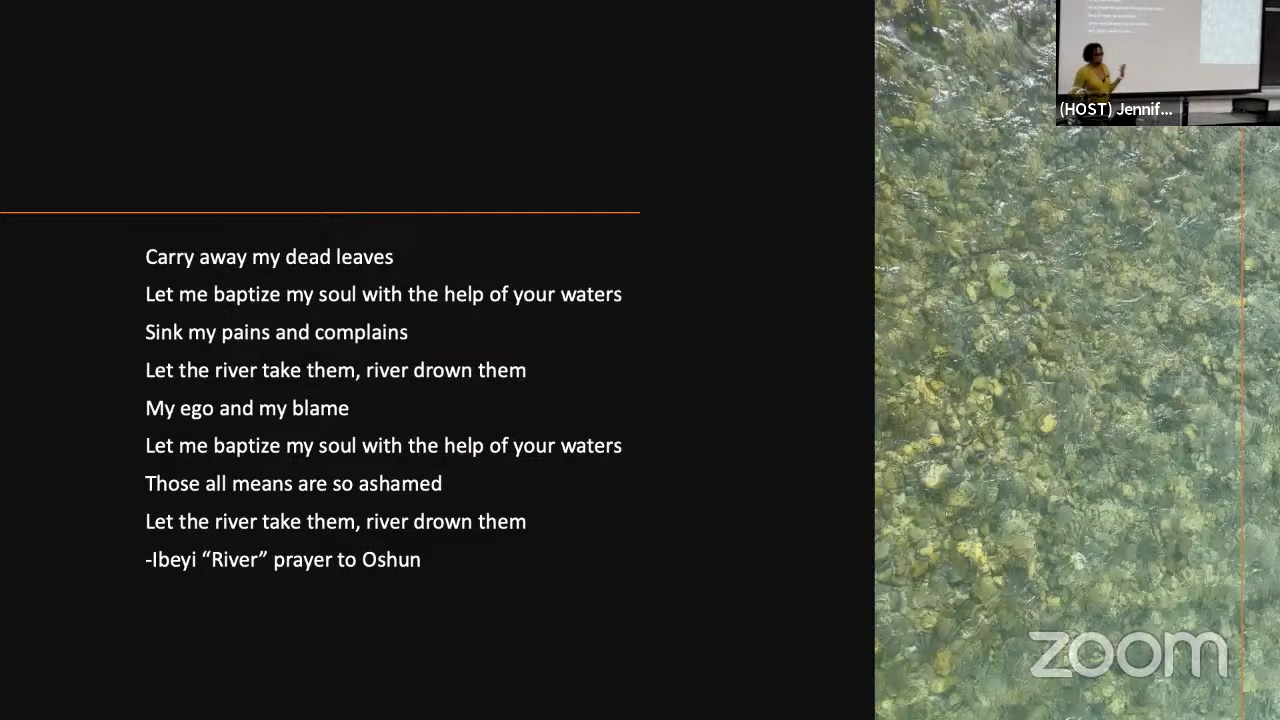 (HOST) Jennif...
Carry away my dead leaves
Let me baptize my soul with the help of your waters
Sink my pains and complains
Let the river take them, river drown them
My ego and my blame
Let me baptize my soul with the help of your waters
Those all means are so ashamed
Let the river take them, river drown them
-Ibeyi “River” prayer to Oshun
zoom